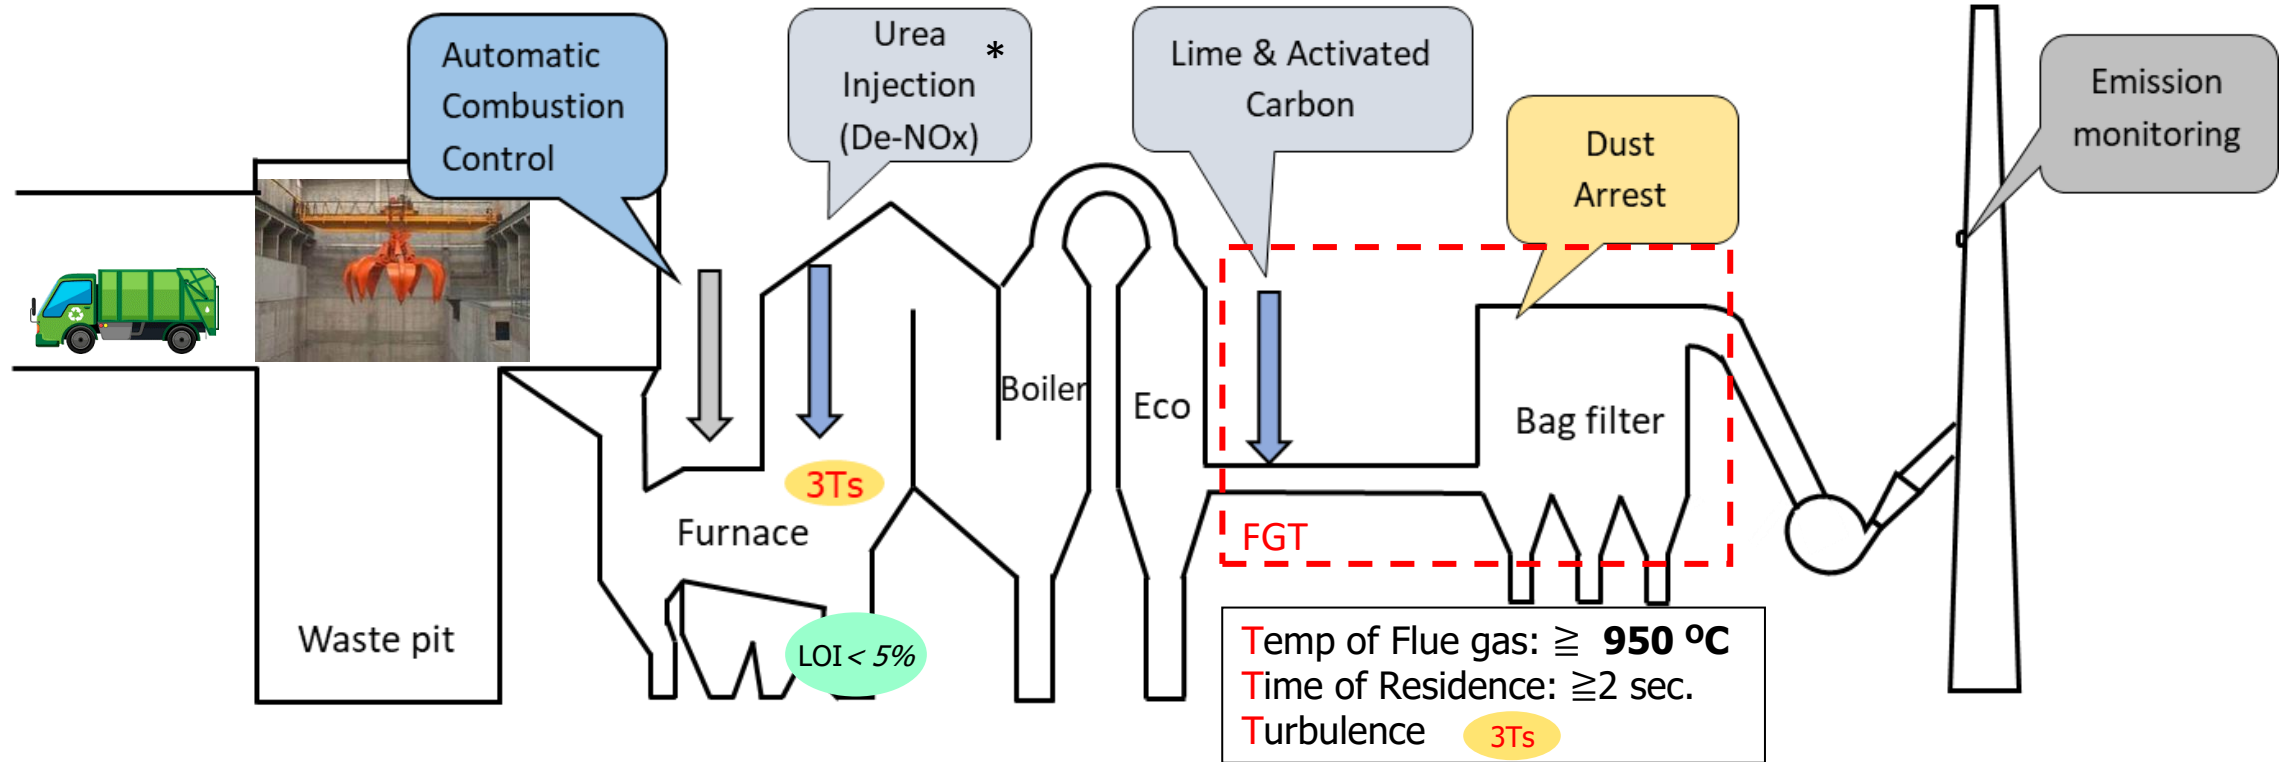 Automatic
Combustion
Control
Urea *
Injection
(De-NOx)
Lime & Activated
Carbon
Dust
Arrest
Emission
monitoring
Boiler
Eco
Bag filter
3Ts
Furnace
FGT
Waste pit
LOI < 5%
Temp of Flue gas: ≧ 950 ⁰C
Time of Residence: ≧2 sec.
Turbulence 3Ts